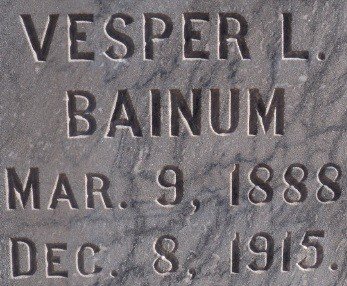 VESPER L.
BAINUM
MAR. 9, 1888
DEC. 8, 1915.